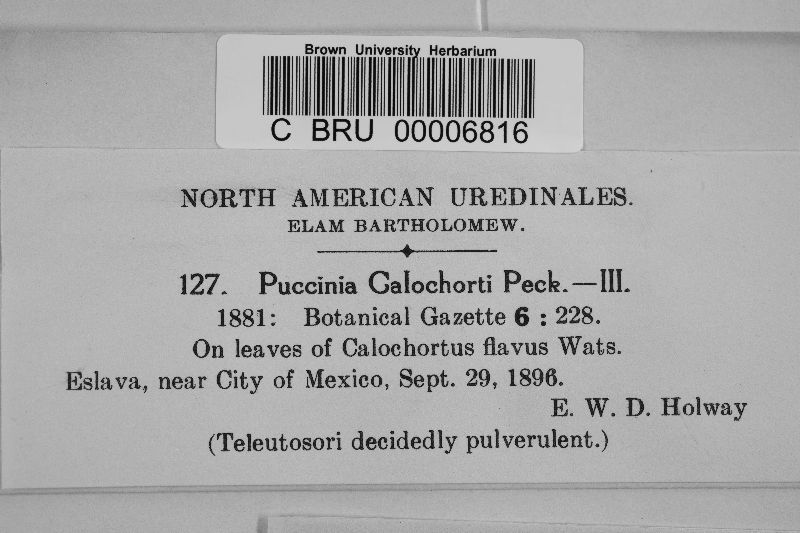 Brown University Herbarium
C BRU 00006816
NORTH AMERICAN UREDINALES.
ELAM BARTHOLOMEW.
127. Puccinia Calochorti Peck.—III.
1881: Botanical Gazette 6 : 228.
On leaves of Calochortus flavus Wats.
Eslava, near City of Mexico, Sept. 29, 1896.
E. W. D. Holway
(Teleutosori decidedly pulverulent.)